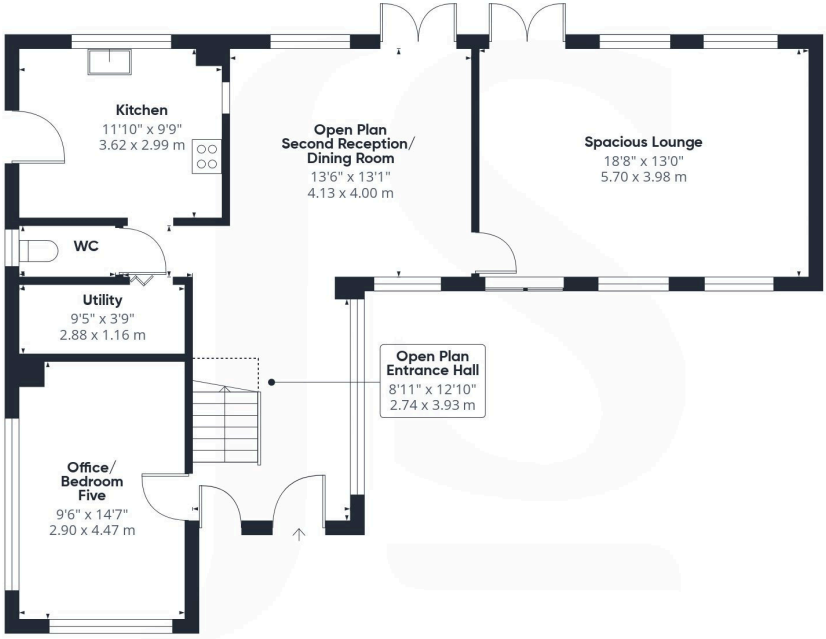 Kitchen
11'10" x 9'9"
3.62 x 2.99 m
Open Plan
Second Reception/
Dining Room
13'6" x 13'1"
4.13 x 4.00 m
Spacious Lounge
18'8" x 13'0"
5.70 x 3.98 m
WC
Utility
9'5" x 3'9"
2.88 x 1.16 m
Open Plan
Entrance Hall
8'11" x 12'10"
2.74 x 3.93 m
Office/
Bedroom
Five
9'6" x 14'7"
2.90 x 4.47 m